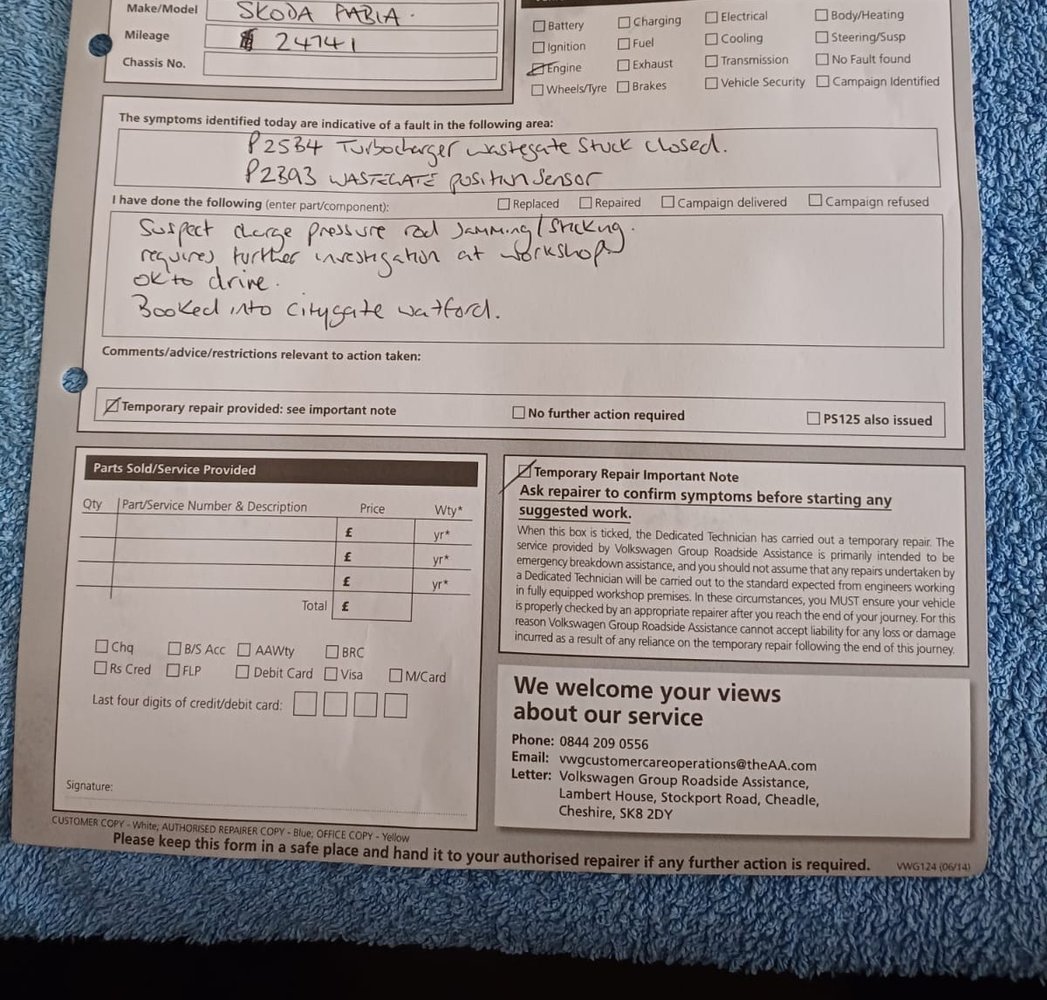 Make/Model SKODA FABIA.
Mileage 24741
Chassis No.
Battery Charging Electrical Body/Heating
Ignition Fuel Cooling Steering/Susp
Engine Exhaust Transmission No Fault found
Wheels/Tyre Brakes Vehicle Security Campaign Identified
The symptoms identified today are indicative of a fault in the following area:
Turbocharger wastegate Stuck closed.
WASTEGATE position Sensor
I have done the following (enter part/component): Replaced Repaired Campaign delivered Campaign refused
Suspect charge pressure rod Jamming/Sticking.
requires further investigation at workshop
ok to drive.
Booked into citygate watford.
Comments/advice/restrictions relevant to action taken:
Temporary repair provided: see important note No further action required PS125 also issued
Parts Sold/Service Provided
Qty Part/Service Number & Description Price Wty*
£ yr*
£ yr*
£ yr*
Total £
Chq B/S Acc AAWty BRC
Rs Cred FLP Debit Card Visa M/Card
Last four digits of credit/debit card:
Signature:
Temporary Repair Important Note
Ask repairer to confirm symptoms before starting any
suggested work.
When this box is ticked, the Dedicated Technician has carried out a temporary repair. The
service provided by Volkswagen Group Roadside Assistance is primarily intended to be
emergency breakdown assistance, and you should not assume that any repairs undertaken by
a Dedicated Technician will be carried out to the standard expected from engineers working
in fully equipped workshop premises. In these circumstances, you MUST ensure your vehicle
is properly checked by an appropriate repairer after you reach the end of your journey. For this
reason Volkswagen Group Roadside Assistance cannot accept liability for any loss or damage
incurred as a result of any reliance on the temporary repair following the end of this journey.
We welcome your views
about our service
Phone: 0844 209 0556
Email: vwgcustomercareoperations@theAA.com
Letter: Volkswagen Group Roadside Assistance,
Lambert House, Stockport Road, Cheadle,
Cheshire, SK8 2DY
CUSTOMER COPY - White; AUTHORISED REPAIRER COPY - Blue; OFFICE COPY - Yellow
Please keep this form in a safe place and hand it to your authorised repairer if any further action is required.
VWG124 (06/14)